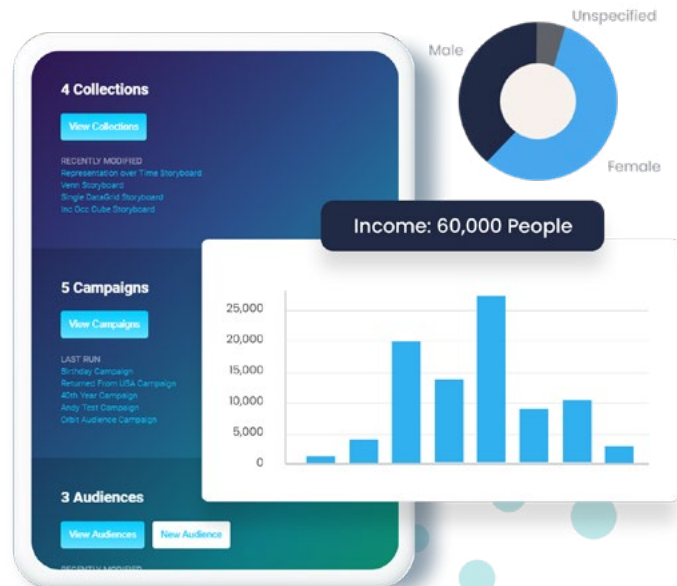 Unspecified
Male
Female
4 Collections
View Collections
RECENTLY MODIFIED
Representation over Time Storyboard
Venn Storyboard
Single DataGrid Storyboard
Inc Occ Cube Storyboard
Income: 60,000 People
25,000
20,000
15,000
10,000
5,000
0
5 Campaigns
View Campaigns
LAST RUN
Birthday Campaign
Returned From USA Campaign
40th Year Campaign
Andy Test Campaign
Orbit Audience Campaign
3 Audiences
View Audiences
New Audience
RECENTLY MODIFIED